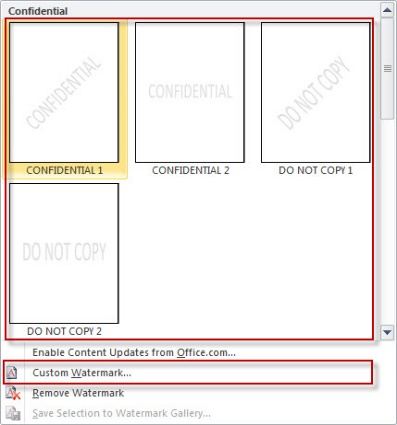 Confidential
CONFIDENTIAL
CONFIDENTIAL
DO NOT COPY
CONFIDENTIAL 1
CONFIDENTIAL 2
DO NOT COPY 1
DO NOT COPY
DO NOT COPY 2
Enable Content Updates from Office.com...
Custom Watermark...
Remove Watermark
Save Selection to Watermark Gallery...